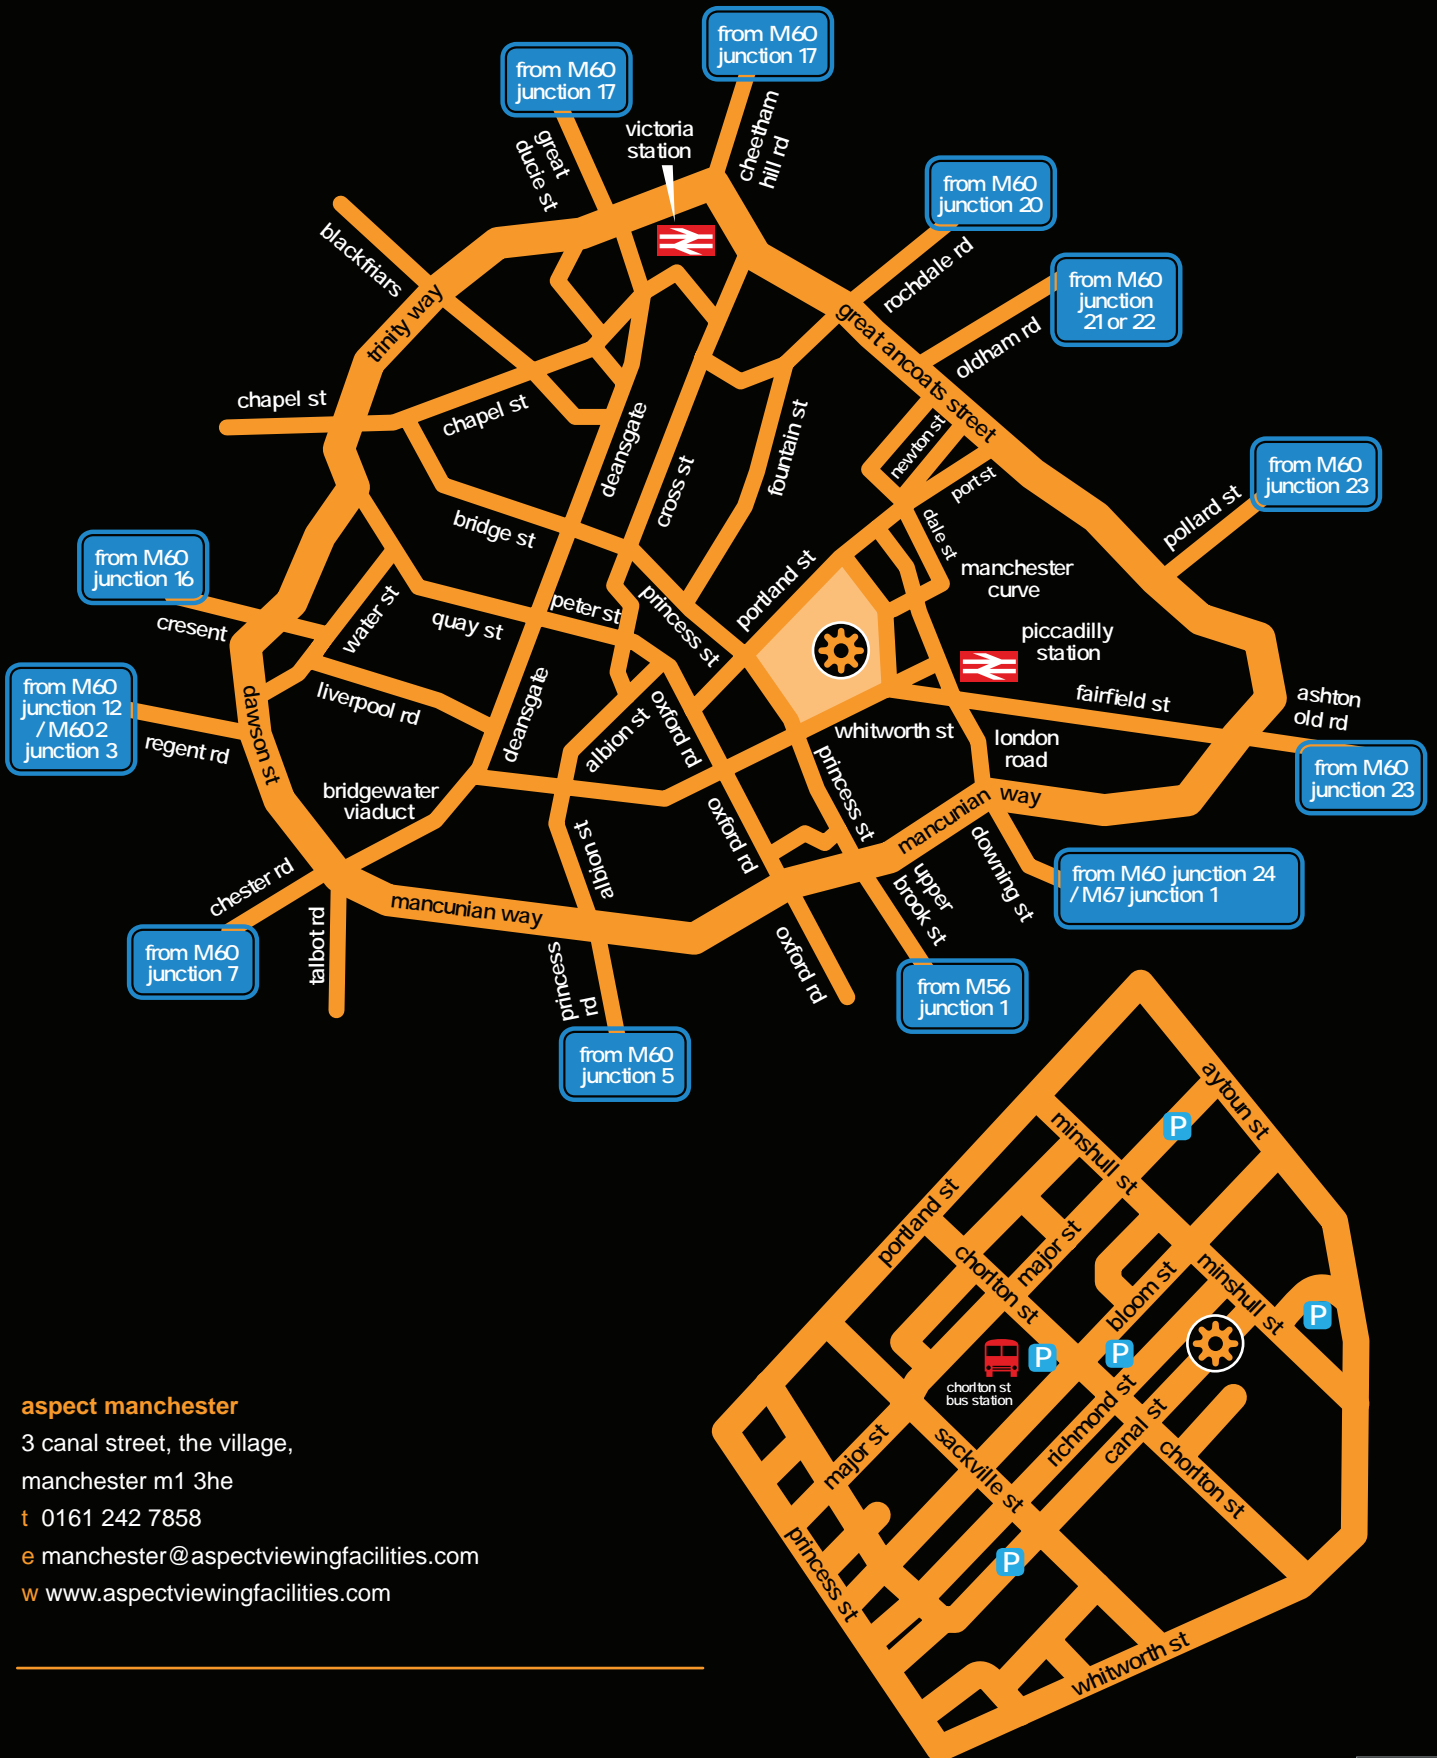 from M60
junction 17
from M60
junction 17
victoria
station
great
ducie st
cheetham
hill rd
from M60
junction 20
rochdale rd
from M60
junction
21 or 22
oldham rd
blackfriars
trinity way
great ancoats street
chapel st
chapel st
deansgate
cross st
fountain st
newton st
port st
dale st
from M60
junction 23
pollard st
bridge st
portland st
manchester
curve
from M60
junction 16
cresent
water st
quay st
peter st
princess st
piccadilly
station
from M60
junction 12
/ M602
junction 3
regent rd
dawson st
liverpool rd
deansgate
albion st
oxford rd
whitworth st
fairfield st
ashton
old rd
london
road
from M60
junction 23
bridgewater
viaduct
princess st
mancunian way
oxford rd
albion st
chester rd
talbot rd
mancunian way
upper
brook st
downing st
from M60 junction 24
/ M67 junction 1
from M60
junction 7
princess
rd
oxford rd
from M56
junction 1
from M60
junction 5
aytoun st
P
minshull st
portland st
major st
chorlton st
bloom st
minshull st
P
P
P
chorlton st
bus station
richmond st
canal st
major st
sackville st
chorlton st
princess st
P
whitworth st
aspect manchester
3 canal street, the village,
manchester m1 3he
t 0161 242 7858
e manchester@aspectviewingfacilities.com
w www.aspectviewingfacilities.com